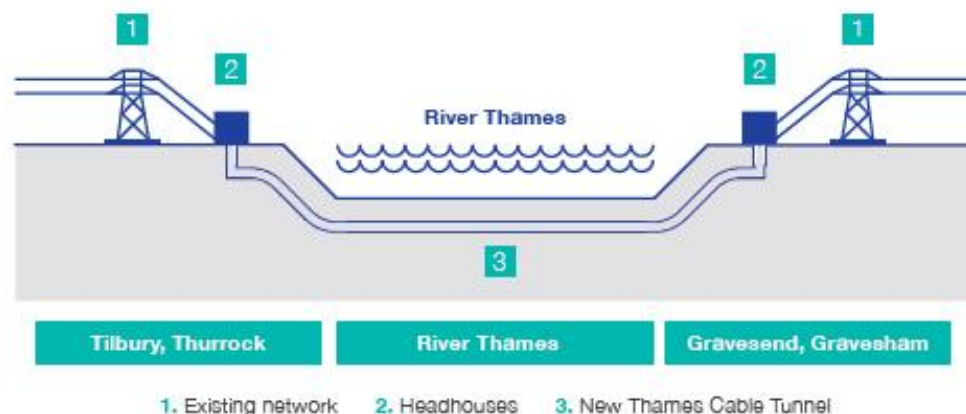 1
1
2
2
River Thames
3
Tilbury, Thurrock
River Thames
Gravesend, Gravesham
1. Existing network 2. Headhouses 3. New Thames Cable Tunnel